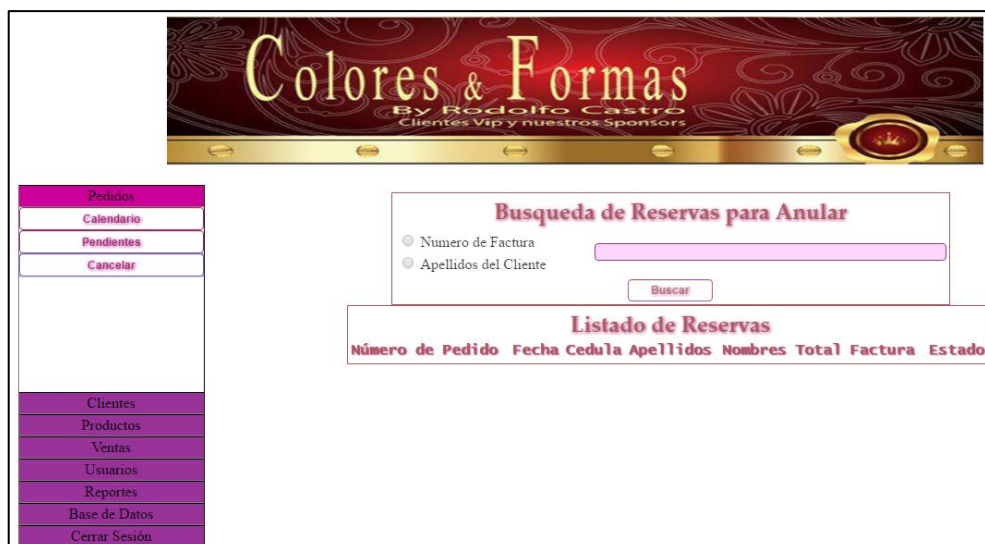 Colores & Formas
By Rodolfo Castro
Clientes Vip y nuestros Sponsors
Pedidos
Calendario
Pendientes
Cancelar
Clientes
Productos
Ventas
Usuarios
Reportes
Base de Datos
Cerrar Sesión
Busqueda de Reservas para Anular
Numero de Factura
Apellidos del Cliente
Buscar
Listado de Reservas
Número de Pedido Fecha Cedula Apellidos Nombres Total Factura Estado